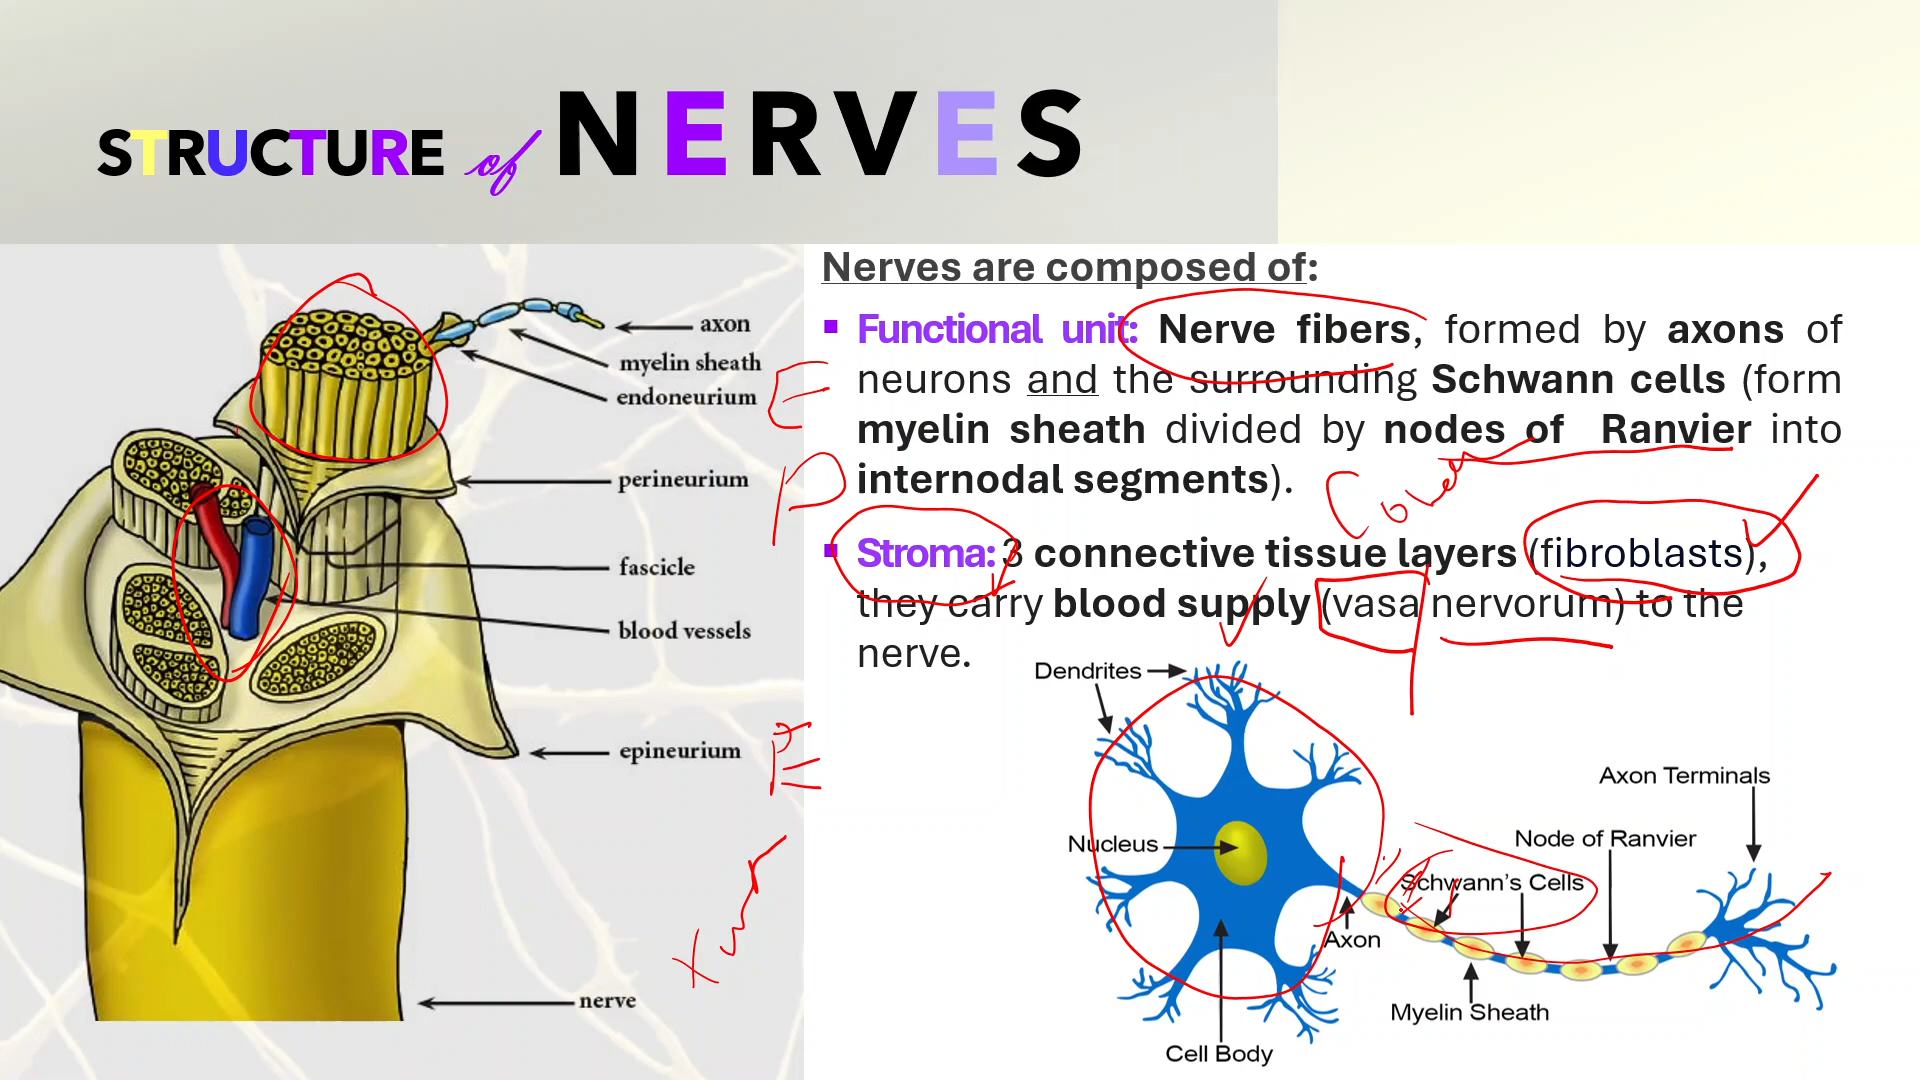 STRUCTURE of NERVES
axon
myelin sheath
endoneurium
perineurium
fascicle
blood vessels
epineurium
nerve
E
P
EP
Nerves are composed of:
▪ Functional unit: Nerve fibers, formed by axons of
neurons and the surrounding Schwann cells (form
myelin sheath divided by nodes of Ranvier into
internodal segments).
▪ Stroma: 3 connective tissue layers (fibroblasts),
they carry blood supply (vasa nervorum) to the
nerve.
Dendrites
Nucleus
Axon
Cell Body
Schwann's Cells
Myelin Sheath
Node of Ranvier
Axon Terminals